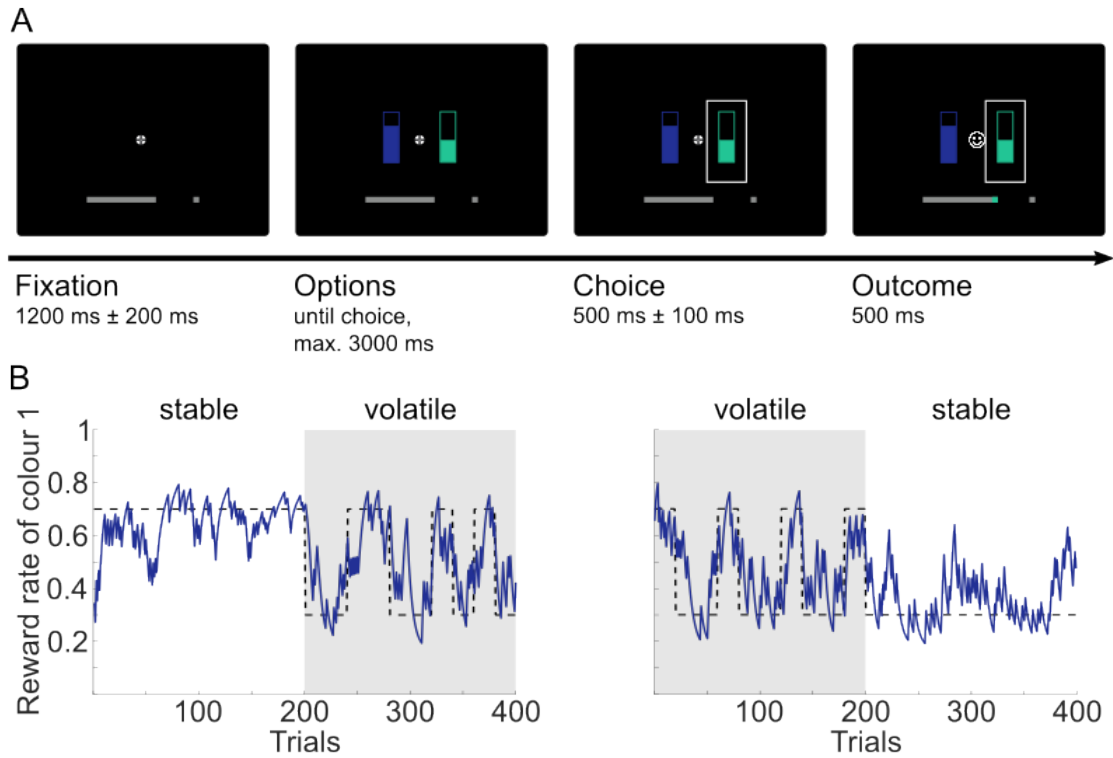 A
Fixation
1200 ms ± 200 ms
Options
until choice,
max. 3000 ms
Choice
500 ms ± 100 ms
Outcome
500 ms
B
Reward rate of colour 1
stable
volatile
1
0.8
0.6
0.4
0.2
100
200
300
400
Trials
volatile
stable
100
200
300
400
Trials